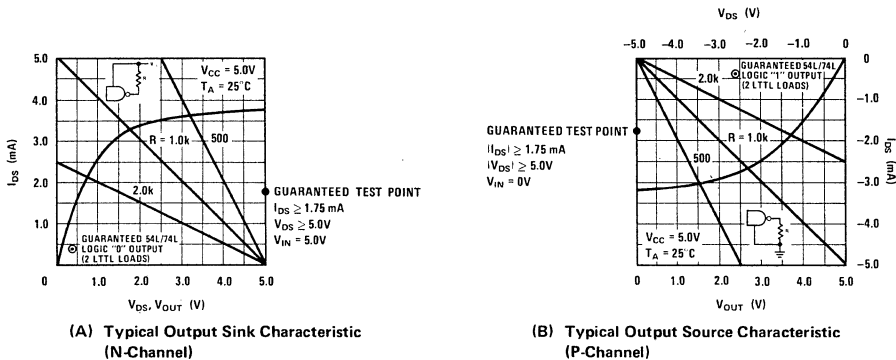 5.0
4.0
3.0
2.0
1.0
0
I_DS (mA)
V_CC = 5.0V
T_A = 25°C
R = 1.0k
500
2.0k
GUARANTEED 54L/74L
LOGIC "0" OUTPUT
(2 LTTL LOADS)
0 1.0 2.0 3.0 4.0 5.0
V_DS, V_OUT (V)
GUARANTEED TEST POINT
I_DS ≥ 1.75 mA
V_DS ≥ 5.0V
V_IN = 5.0V
(A) Typical Output Sink Characteristic
(N-Channel)
V_DS (V)
−5.0 −4.0 −3.0 −2.0 −1.0 0
GUARANTEED 54L/74L
LOGIC "1" OUTPUT
(2 LTTL LOADS)
2.0k
R = 1.0k
500
GUARANTEED TEST POINT
|I_DS| ≥ 1.75 mA
|V_DS| ≥ 5.0V
V_IN = 0V
V_CC = 5.0V
T_A = 25°C
0
−1.0
−2.0
−3.0
−4.0
−5.0
I_DS (mA)
0 1.0 2.0 3.0 4.0 5.0
V_OUT (V)
(B) Typical Output Source Characteristic
(P-Channel)